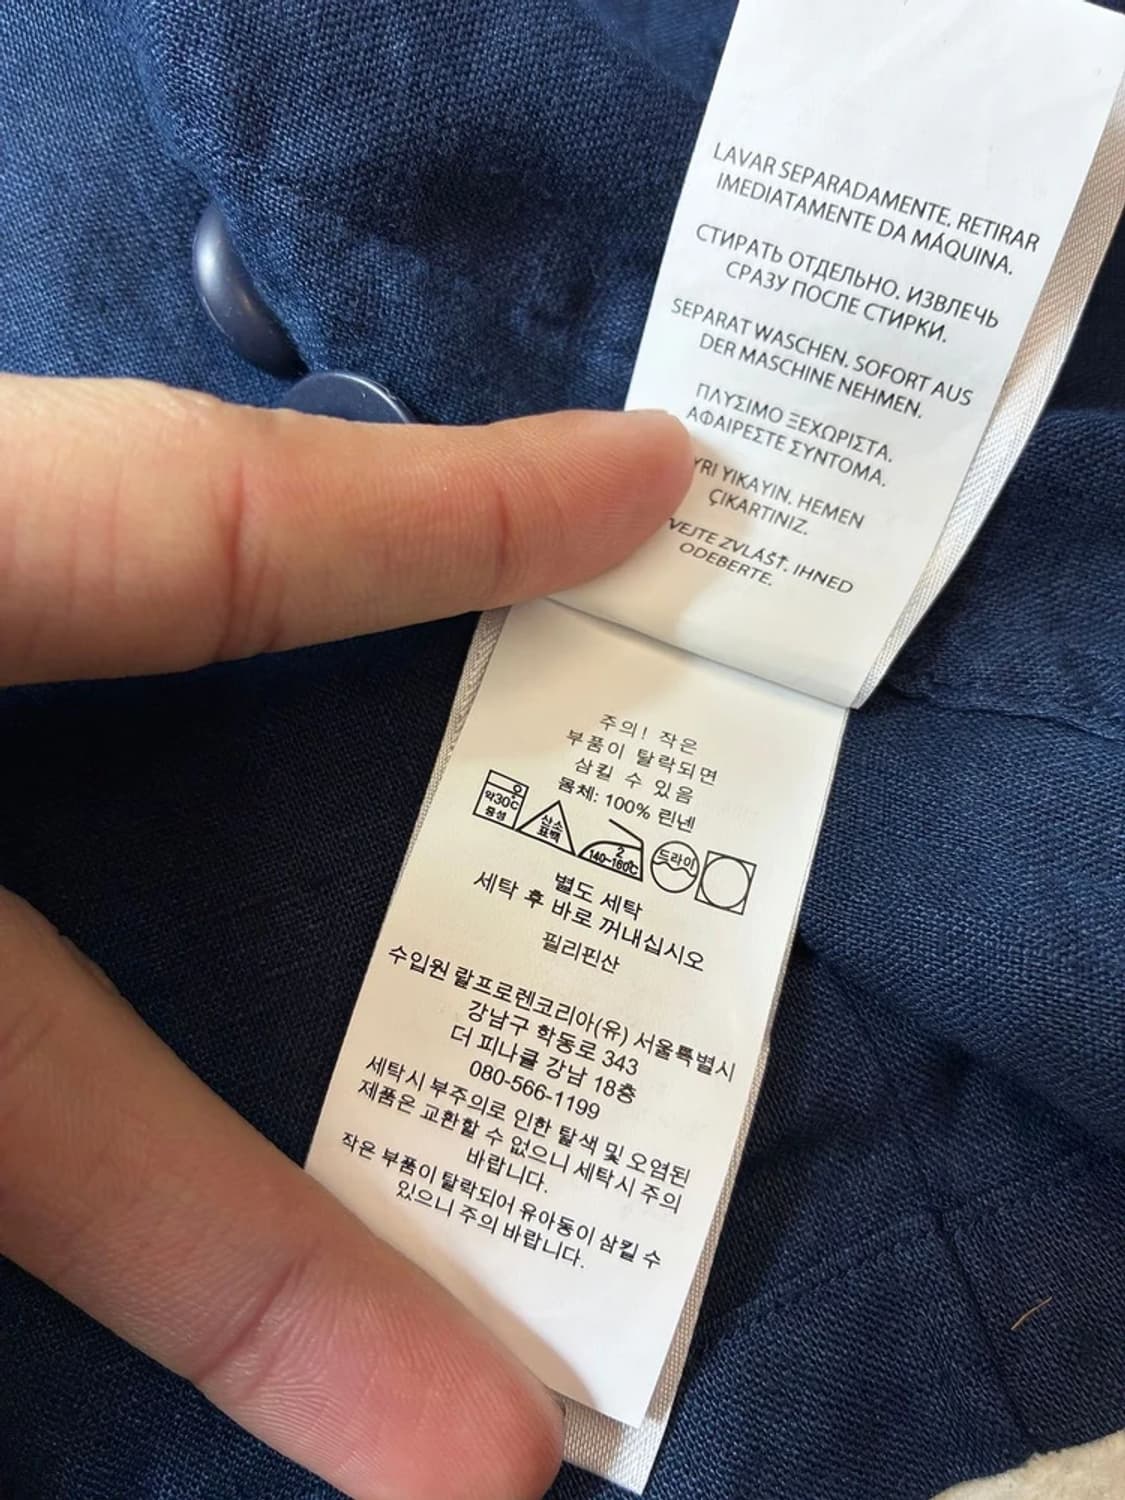 LAVAR SEPARADAMENTE. RETIRAR
IMEDIATAMENTE DA MÁQUINA.
СТИРАТЬ ОТДЕЛЬНО. ИЗВЛЕЧЬ
СРАЗУ ПОСЛЕ СТИРКИ.
SEPARAT WASCHEN. SOFORT AUS
DER MASCHINE NEHMEN.
ΠΛΥΣΙΜΟ ΞΕΧΩΡΙΣΤΑ.
ΑΦΑΙΡΕΣΤΕ ΣΥΝΤΟΜΑ.
YRI YIKAYIN. HEMEN
ÇIKARTINIZ.
VEJTE ZVLÁŠŤ. IHNED
ODEBERTE.
주의! 작은
부품이 탈락되면
삼킬 수 있음
몸체: 100% 린넨
약30℃
중성
산소
표백
2
140~160℃
드라이
별도 세탁
세탁 후 바로 꺼내십시오
필리핀산
수입원 랄프로렌코리아(유) 서울특별시
강남구 학동로 343
더 피나클 강남 18층
080-566-1199
세탁시 부주의로 인한 탈색 및 오염된
제품은 교환할 수 없으니 세탁시 주의
바랍니다.
작은 부품이 탈락되어 유아동이 삼킬 수
있으니 주의 바랍니다.